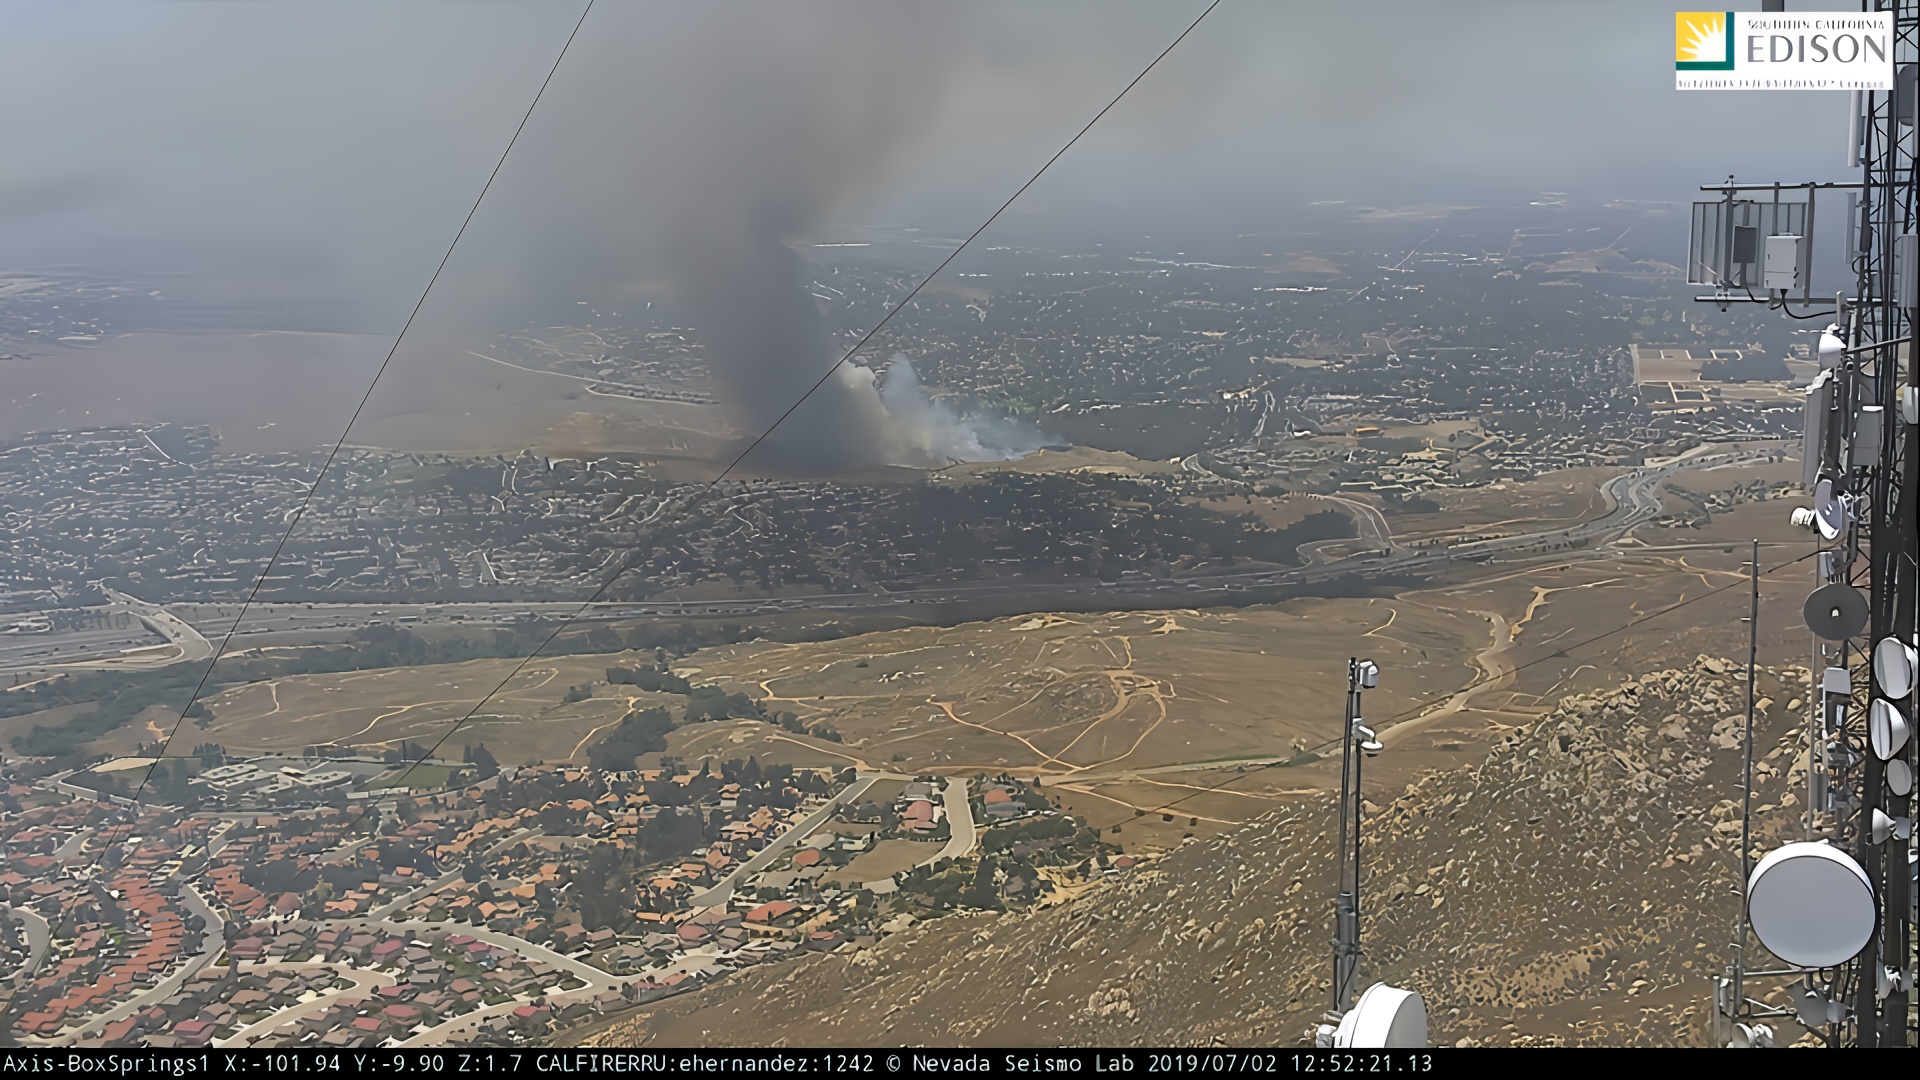 SOUTHERN CALIFORNIA
EDISON
Axis-BoxSprings1 X:-101.94 Y:-9.90 Z:1.7 CALFIRERRU:ehernandez:1242 © Nevada Seismo Lab 2019/07/02 12:52:21.13